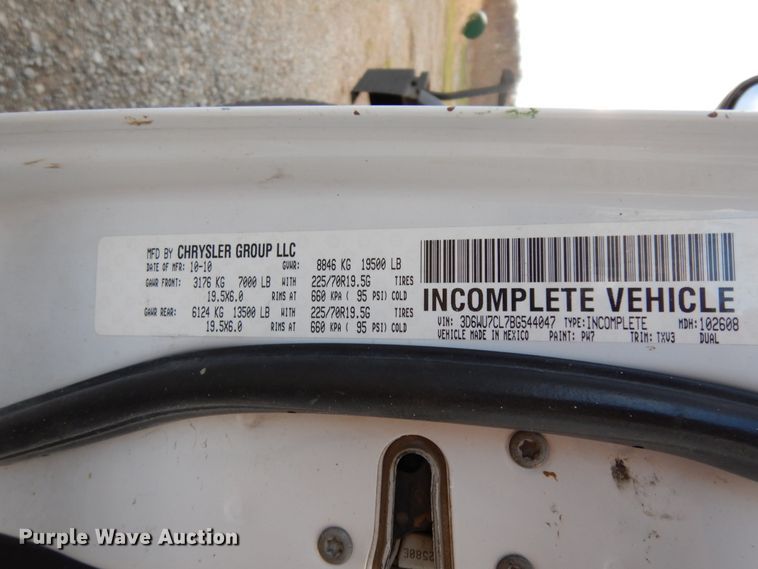 MFD BY CHRYSLER GROUP LLC
DATE OF MFR: 10-10 GVWR: 8846 KG 19500 LB
GAWR FRONT: 3176 KG 7000 LB WITH 225/70R19.5G TIRES
19.5X6.0 RIMS AT 660 KPA ( 95 PSI) COLD
GAWR REAR: 6124 KG 13500 LB WITH 225/70R19.5G TIRES
19.5X6.0 RIMS AT 660 KPA ( 95 PSI) COLD
INCOMPLETE VEHICLE
VIN: 3D6WU7CL7BG544047 TYPE: INCOMPLETE MDH: 102608
VEHICLE MADE IN MEXICO PAINT: PW7 TRIM: TXV3 DUAL
Purple Wave Auction